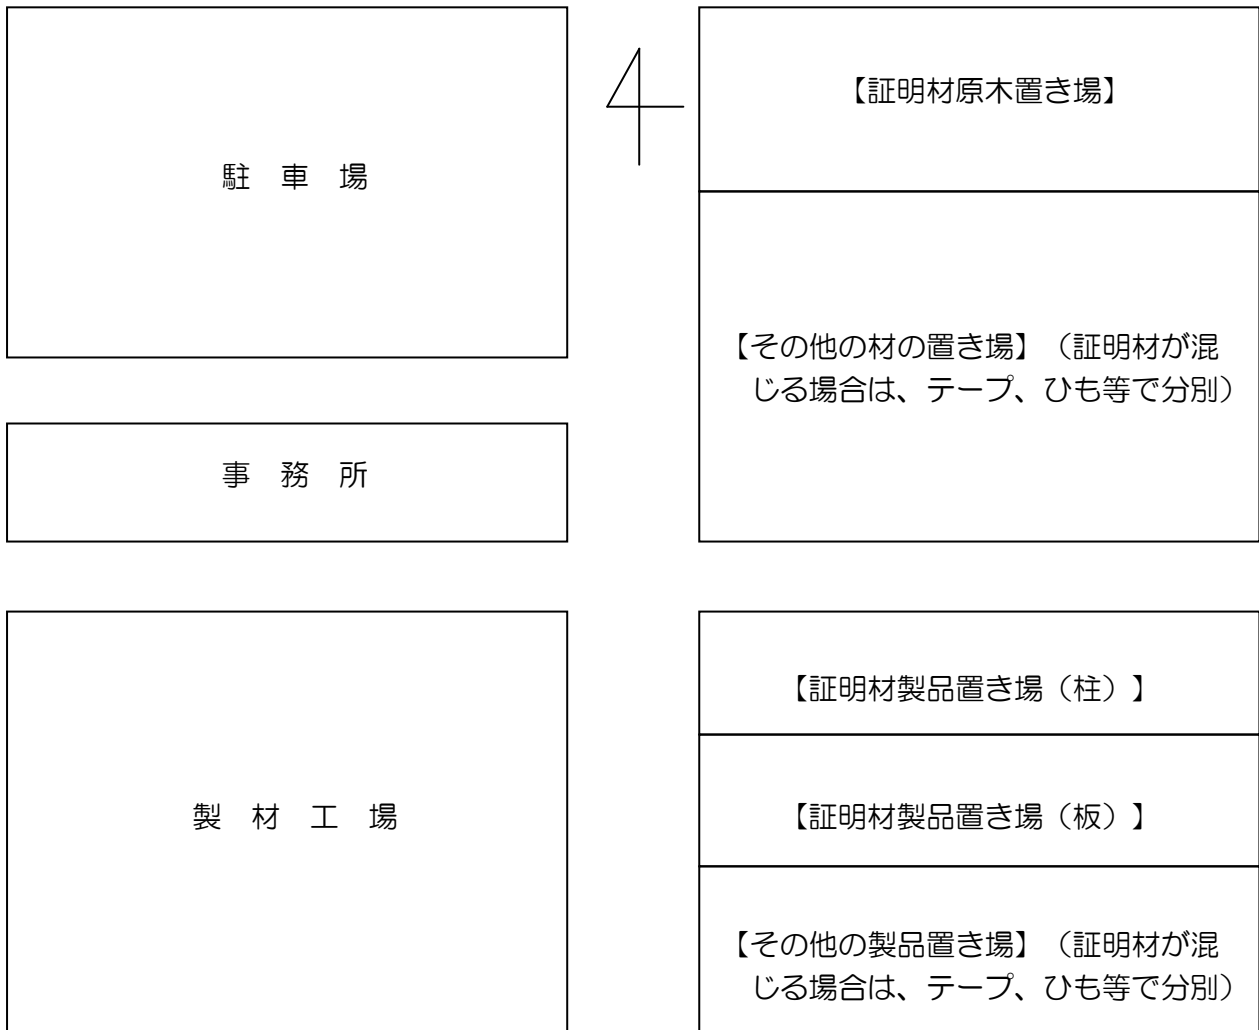 駐 車 場
【証明材原木置き場】
【その他の材の置き場】（証明材が混
じる場合は、テープ、ひも等で分別）
事 務 所
製 材 工 場
【証明材製品置き場（柱）】
【証明材製品置き場（板）】
【その他の製品置き場】（証明材が混
じる場合は、テープ、ひも等で分別）